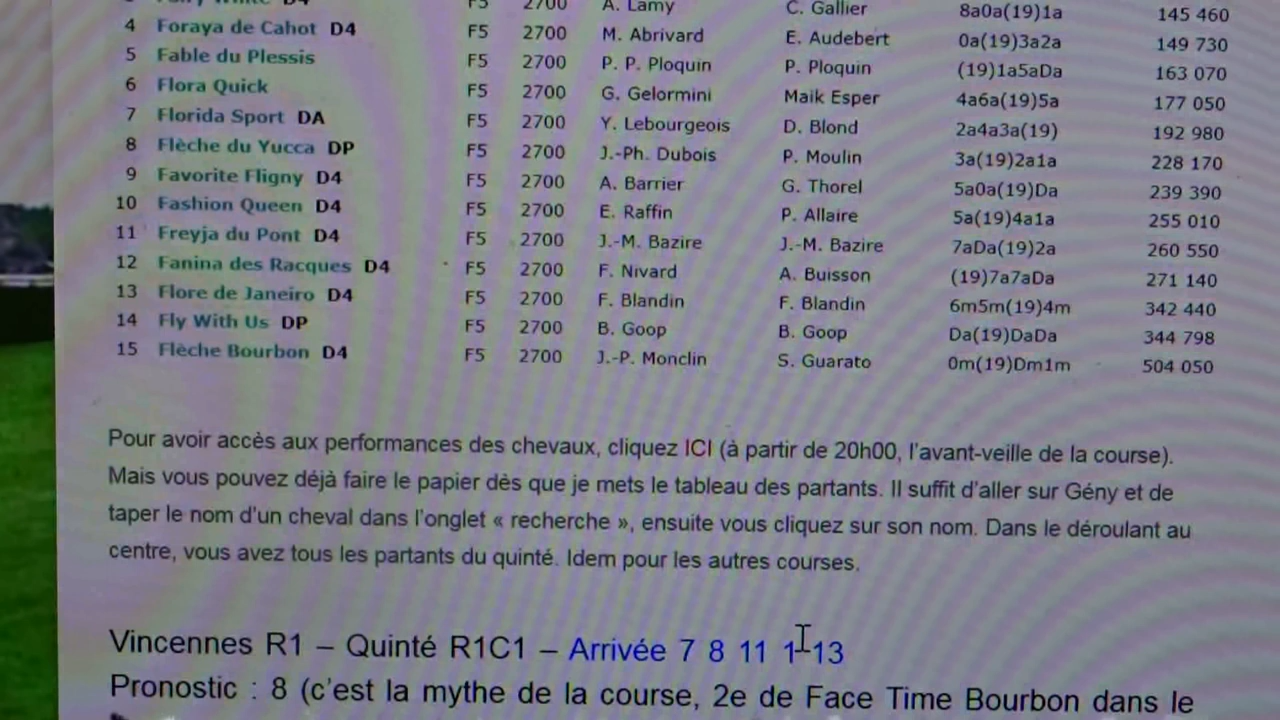 D4 F5 2700 A. Lamy C. Gallier 8a0a(19)1a 145 460
4 Foraya de Cahot D4 F5 2700 M. Abrivard E. Audebert 0a(19)3a2a 149 730
5 Fable du Plessis F5 2700 P. P. Ploquin P. Ploquin (19)1a5aDa 163 070
6 Flora Quick F5 2700 G. Gelormini Maik Esper 4a6a(19)5a 177 050
7 Florida Sport DA F5 2700 Y. Lebourgeois D. Blond 2a4a3a(19) 192 980
8 Flèche du Yucca DP F5 2700 J.-Ph. Dubois P. Moulin 3a(19)2a1a 228 170
9 Favorite Fligny D4 F5 2700 A. Barrier G. Thorel 5a0a(19)Da 239 390
10 Fashion Queen D4 F5 2700 E. Raffin P. Allaire 5a(19)4a1a 255 010
11 Freyja du Pont D4 F5 2700 J.-M. Bazire J.-M. Bazire 7aDa(19)2a 260 550
12 Fanina des Racques D4 F5 2700 F. Nivard A. Buisson (19)7a7aDa 271 140
13 Flore de Janeiro D4 F5 2700 F. Blandin F. Blandin 6m5m(19)4m 342 440
14 Fly With Us DP F5 2700 B. Goop B. Goop Da(19)DaDa 344 798
15 Flèche Bourbon D4 F5 2700 J.-P. Monclin S. Guarato 0m(19)Dm1m 504 050
Pour avoir accès aux performances des chevaux, cliquez ICI (à partir de 20h00, l'avant-veille de la course).
Mais vous pouvez déjà faire le papier dès que je mets le tableau des partants. Il suffit d'aller sur Gény et de
taper le nom d'un cheval dans l'onglet « recherche », ensuite vous cliquez sur son nom. Dans le déroulant au
centre, vous avez tous les partants du quinté. Idem pour les autres courses.
Vincennes R1 – Quinté R1C1 – Arrivée 7 8 11 13
Pronostic : 8 (c'est la mythe de la course, 2e de Face Time Bourbon dans le